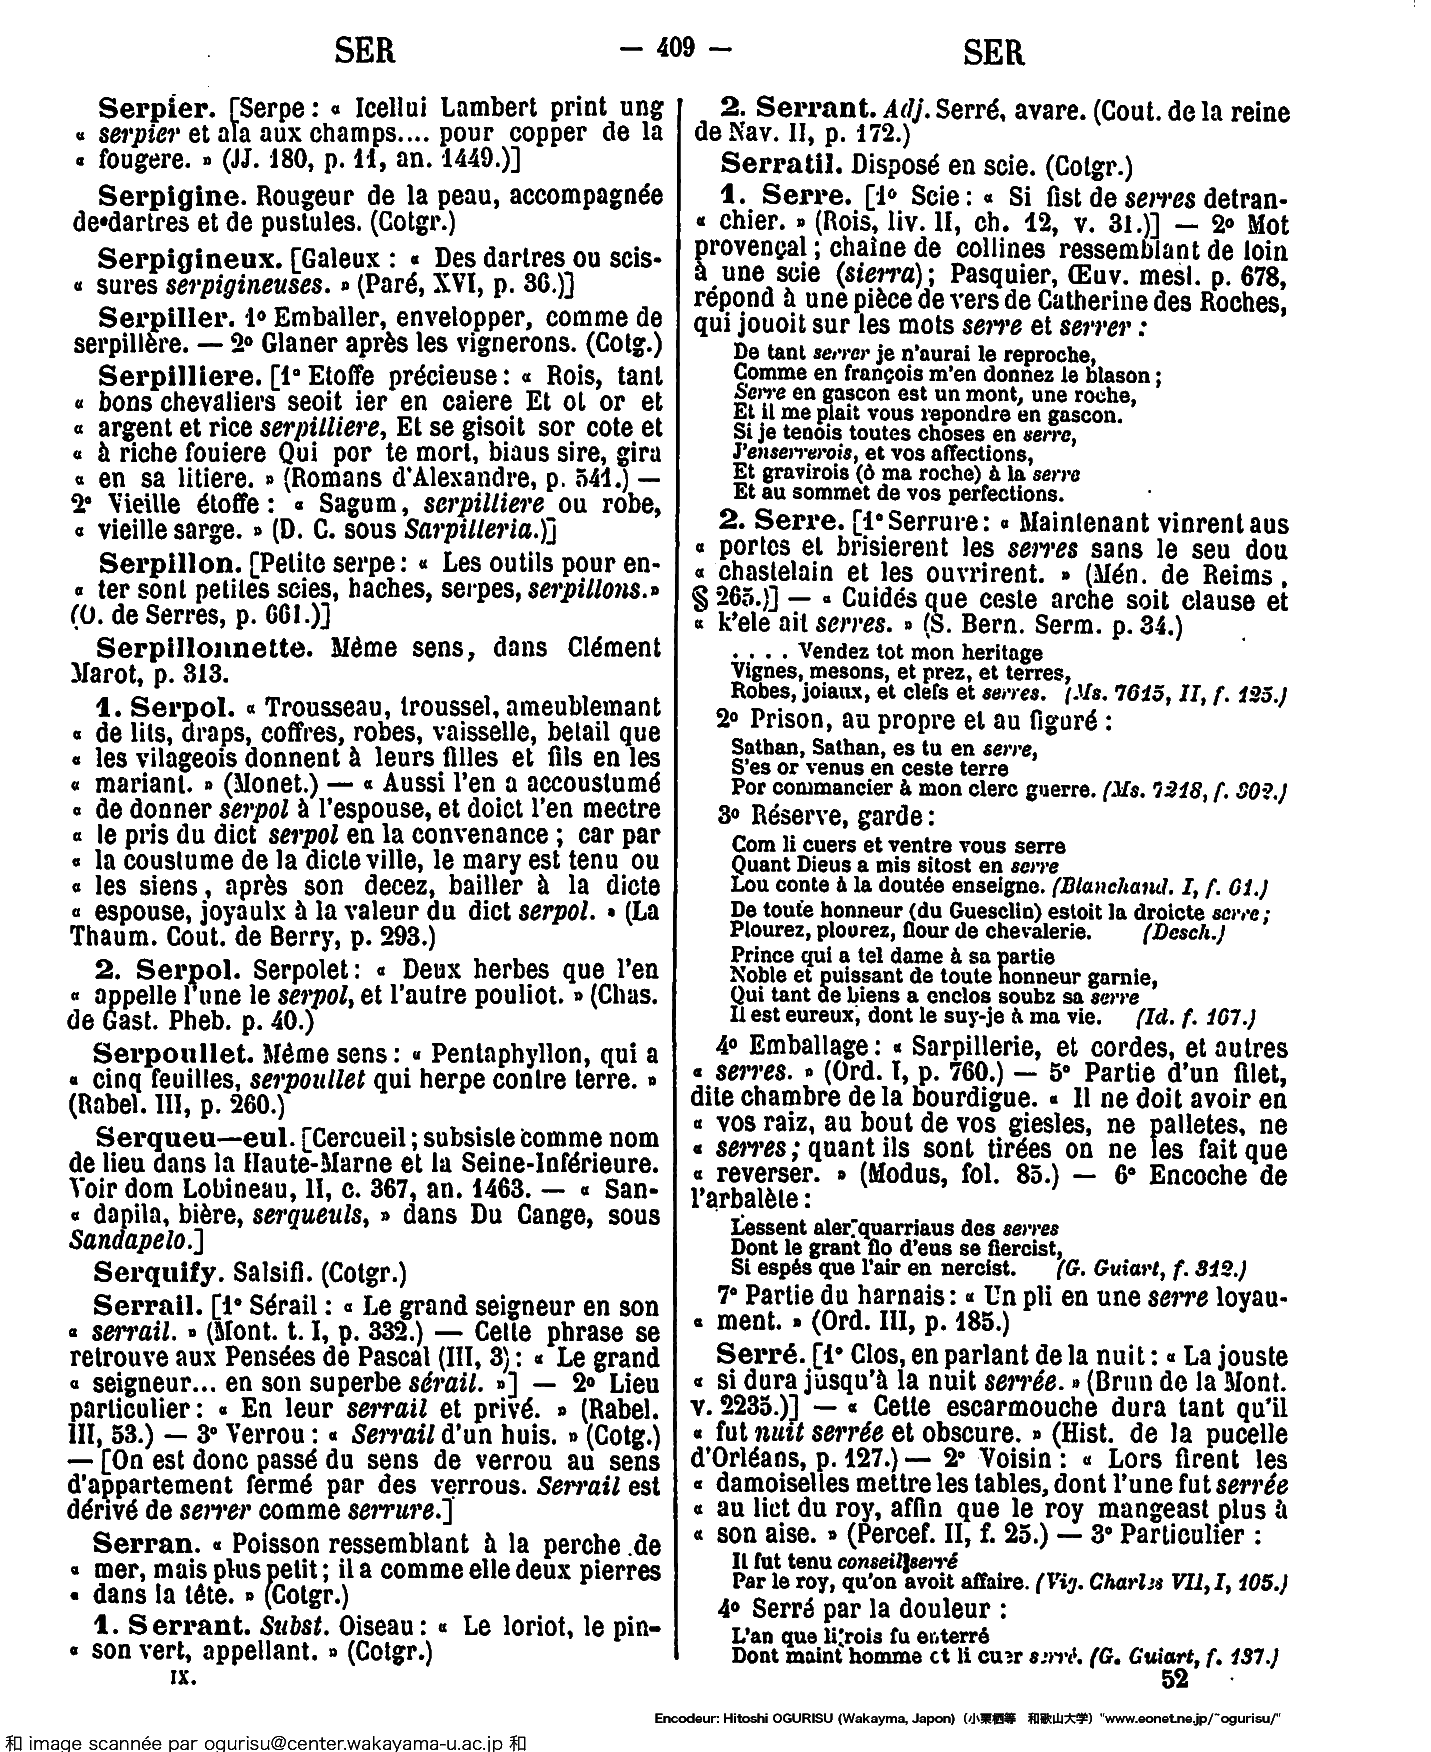 SER — 409 — SER
Serpier. [Serpe : « Icellui Lambert print ung
« serpier et ala aux champs.... pour copper de la
« fougere. » (JJ. 180, p. 11, an. 1449.)]
Serpigine. Rougeur de la peau, accompagnée
de dartres et de pustules. (Cotgr.)
Serpigineux. [Galeux : « Des dartres ou scis-
« sures serpigineuses. » (Paré, XVI, p. 36.)]
Serpiller. 1º Emballer, envelopper, comme de
serpillère. — 2º Glaner après les vignerons. (Cotg.)
Serpilliere. [1º Etoffe précieuse : « Rois, tant
« bons chevaliers seoit ier en caiere Et ot or et
« argent et rice serpilliere, Et se gisoit sor cote et
« à riche fouiere Qui por te mort, biaus sire, gira
« en sa litiere. » (Romans d'Alexandre, p. 541.) —
2º Vieille étoffe : « Sagum, serpilliere ou robe,
« vieille sarge. » (D. C. sous Sarpilleria.)]
Serpillon. [Petite serpe : « Les outils pour en-
« ter sont petites scies, haches, serpes, serpillons. »
(O. de Serres, p. 661.)]
Serpillonnette. Même sens, dans Clément
Marot, p. 313.
1. Serpol. « Trousseau, troussel, ameublemant
« de lits, draps, coffres, robes, vaisselle, betail que
« les vilageois donnent à leurs filles et fils en les
« mariant. » (Monet.) — « Aussi l'en a accoustumé
« de donner serpol à l'espouse, et doict l'en mectre
« le pris du dict serpol en la convenance ; car par
« la coustume de la dicte ville, le mary est tenu ou
« les siens, après son decez, bailler à la dicte
« espouse, joyaulx à la valeur du dict serpol. » (La
Thaum. Cout. de Berry, p. 293.)
2. Serpol. Serpolet : « Deux herbes que l'en
« appelle l'une le serpol, et l'autre pouliot. » (Chas.
de Gast. Pheb. p. 40.)
Serpoullet. Même sens : « Pentaphyllon, qui a
« cinq feuilles, serpoullet qui herpe contre terre. »
(Rabel. III, p. 260.)
Serqueu—eul. [Cercueil ; subsiste comme nom
de lieu dans la Haute-Marne et la Seine-Inférieure.
Voir dom Lobineau, II, c. 367, an. 1463. — « San-
« dapila, bière, serqueuls, » dans Du Cange, sous
Sandapelo.]
Serquify. Salsifi. (Cotgr.)
Serrail. [1º Sérail : « Le grand seigneur en son
« serrail. » (Mont. t. I, p. 332.) — Cette phrase se
retrouve aux Pensées de Pascal (III, 3) : « Le grand
« seigneur... en son superbe sérail. »] — 2º Lieu
particulier : « En leur serrail et privé. » (Rabel.
III, 53.) — 3º Verrou : « Serrail d'un huis. » (Cotg.)
— [On est donc passé du sens de verrou au sens
d'appartement fermé par des verrous. Serrail est
dérivé de serrer comme serrure.]
Serran. « Poisson ressemblant à la perche de
« mer, mais plus petit ; il a comme elle deux pierres
« dans la tête. » (Cotgr.)
1. Serrant. Subst. Oiseau : « Le loriot, le pin-
« son vert, appellant. » (Cotgr.)
IX.
2. Serrant. Adj. Serré, avare. (Cout. de la reine
de Nav. II, p. 172.)
Serratil. Disposé en scie. (Cotgr.)
1. Serre. [1º Scie : « Si fist de serres detran-
« chier. » (Rois, liv. II, ch. 12, v. 31.)] — 2º Mot
provençal ; chaîne de collines ressemblant de loin
à une scie (sierra) ; Pasquier, Œuv. mesl. p. 678,
répond à une pièce de vers de Catherine des Roches,
qui jouoit sur les mots serre et serrer :
De tant serrer je n'aurai le reproche,
Comme en françois m'en donnez le blason ;
Serre en gascon est un mont, une roche,
Et il me plait vous repondre en gascon.
Si je tenois toutes choses en serre,
J'enserrerois, et vos affections,
Et gravirois (ô ma roche) à la serre
Et au sommet de vos perfections.
2. Serre. [1º Serrure : « Maintenant vinrent aus
« portes et brisierent les serres sans le seu dou
« chastelain et les ouvrirent. » (Mén. de Reims,
§ 265.)] — « Cuidés que ceste arche soit clause et
« k'ele ait serres. » (S. Bern. Serm. p. 34.)
. . . . Vendez tot mon heritage
Vignes, mesons, et prez, et terres,
Robes, joiaux, et clefs et serres. (Ms. 7615, II, f. 125.)
2º Prison, au propre et au figuré :
Sathan, Sathan, es tu en serre,
S'es or venus en ceste terre
Por commancier à mon clerc guerre. (Ms. 7218, f. 302.)
3º Réserve, garde :
Com li cuers et ventre vous serre
Quant Dieus a mis sitost en serre
Lou conte à la doutée enseigne. (Blanchand. I, f. 61.)
De toute honneur (du Guesclin) estoit la droicte serre ;
Plourez, plourez, flour de chevalerie. (Desch.)
Prince qui a tel dame à sa partie
Noble et puissant de toute honneur garnie,
Qui tant de biens a enclos soubz sa serre
Il est eureux, dont le suy-je à ma vie. (Id. f. 167.)
4º Emballage : « Sarpillerie, et cordes, et autres
« serres. » (Ord. I, p. 760.) — 5º Partie d'un filet,
dite chambre de la bourdigue. « Il ne doit avoir en
« vos raiz, au bout de vos giesles, ne palletes, ne
« serres ; quant ils sont tirées on ne les fait que
« reverser. » (Modus, fol. 85.) — 6º Encoche de
l'arbalète :
Lessent aler quarriaus des serres
Dont le grant flo d'eus se fiercist,
Si espés que l'air en nercist. (G. Guiart, f. 312.)
7º Partie du harnais : « Un pli en une serre loyau-
« ment. » (Ord. III, p. 185.)
Serré. [1º Clos, en parlant de la nuit : « La jouste
« si dura jusqu'à la nuit serrée. » (Brun de la Mont.
v. 2235.)] — « Cette escarmouche dura tant qu'il
« fut nuit serrée et obscure. » (Hist. de la pucelle
d'Orléans, p. 127.) — 2º Voisin : « Lors firent les
« damoiselles mettre les tables, dont l'une fut serrée
« au lict du roy, affin que le roy mangeast plus à
« son aise. » (Percef. II, f. 25.) — 3º Particulier :
Il fut tenu conseil serré
Par le roy, qu'on avoit affaire. (Vig. Charles VII, I, 105.)
4º Serré par la douleur :
L'an que li rois fu enterré
Dont maint homme ot li cuer serré. (G. Guiart, f. 137.)
52
Encodeur: Hitoshi OGURISU (Wakayma, Japon) (小栗栖等 和歌山大学) "www.eonet.ne.jp/~ogurisu/"
和 image scannée par ogurisu@center.wakayama-u.ac.jp 和